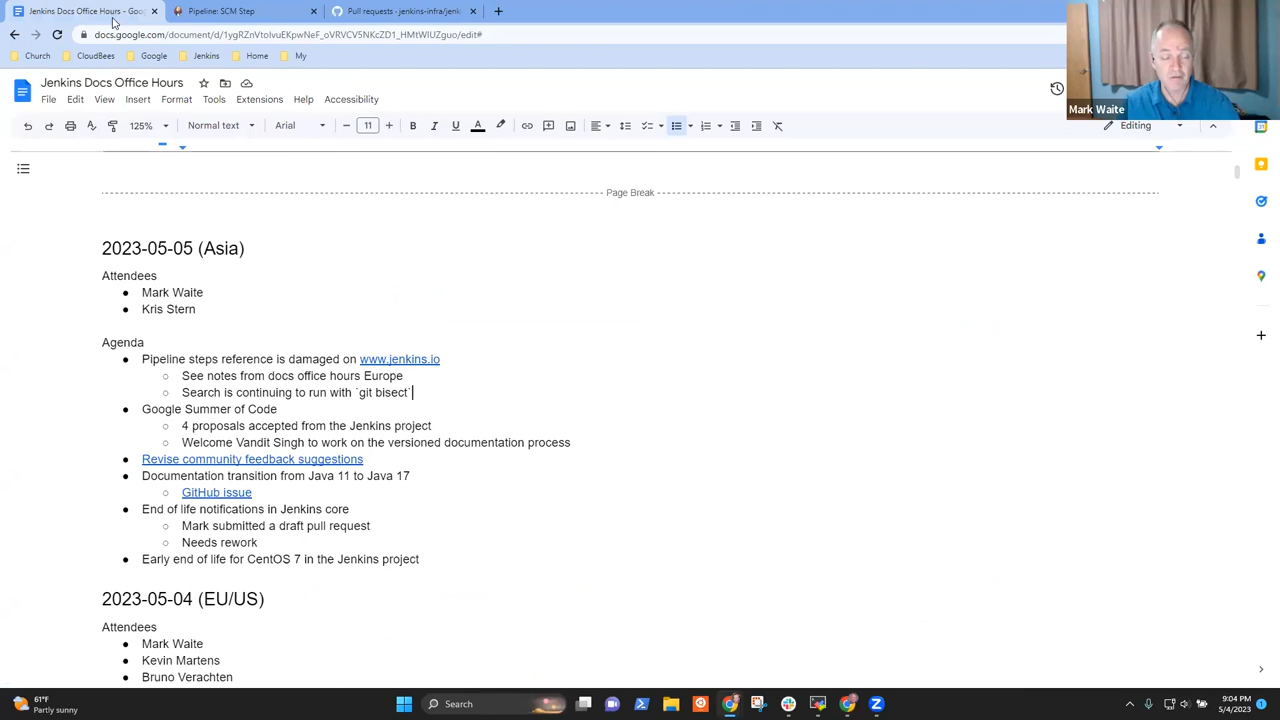 Jenkins Docs Office Hours - Goog
Pipeline: SCM Step
Pull requests · jenkins-infra/jenk
docs.google.com/document/d/1ygRZnVtoIvuEKpwNeF_oVRVCV5NKcZD1_HMtWlUZguo/edit#
Church
CloudBees
Google
Jenkins
Home
My
Jenkins Docs Office Hours
File Edit View Insert Format Tools Extensions Help Accessibility
125%
Normal text
Arial
11
Editing
Mark Waite
Page Break
2023-05-05 (Asia)
Attendees
● Mark Waite
● Kris Stern
Agenda
● Pipeline steps reference is damaged on www.jenkins.io
○ See notes from docs office hours Europe
○ Search is continuing to run with `git bisect`
● Google Summer of Code
○ 4 proposals accepted from the Jenkins project
○ Welcome Vandit Singh to work on the versioned documentation process
● Revise community feedback suggestions
● Documentation transition from Java 11 to Java 17
○ GitHub issue
● End of life notifications in Jenkins core
○ Mark submitted a draft pull request
○ Needs rework
● Early end of life for CentOS 7 in the Jenkins project
2023-05-04 (EU/US)
Attendees
● Mark Waite
● Kevin Martens
● Bruno Verachten
61°F
Partly sunny
Search
9:04 PM
5/4/2023